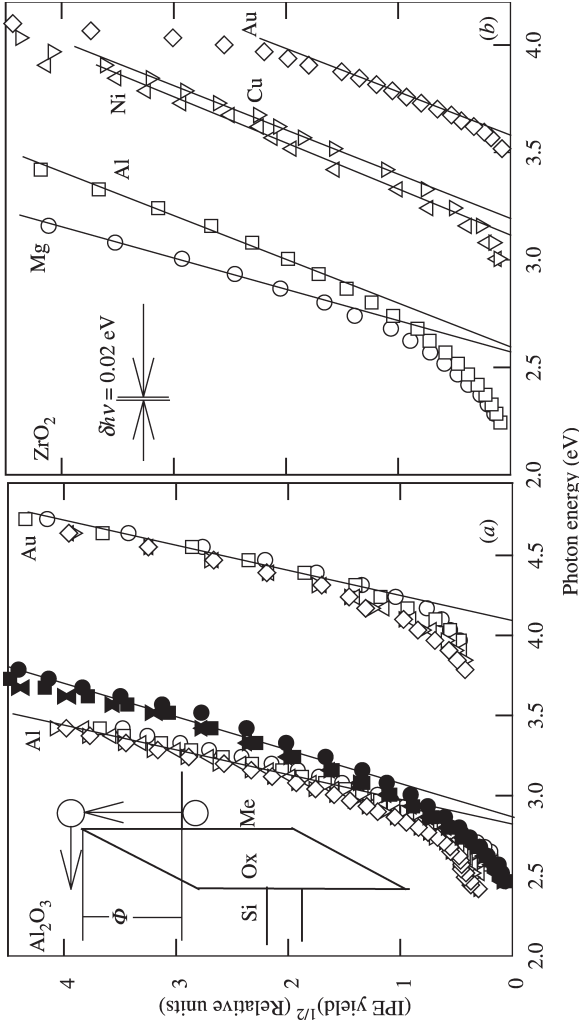 Al2O3
Al
Au
Φ
Si
Ox
Me
(a)
4
3
2
1
0
2.0
2.5
3.0
3.5
4.0
4.5
(IPE yield)^1/2 (Relative units)
ZrO2
δhν = 0.02 eV
Mg
Al
Ni
Cu
Au
(b)
2.0
2.5
3.0
3.5
4.0
Photon energy (eV)